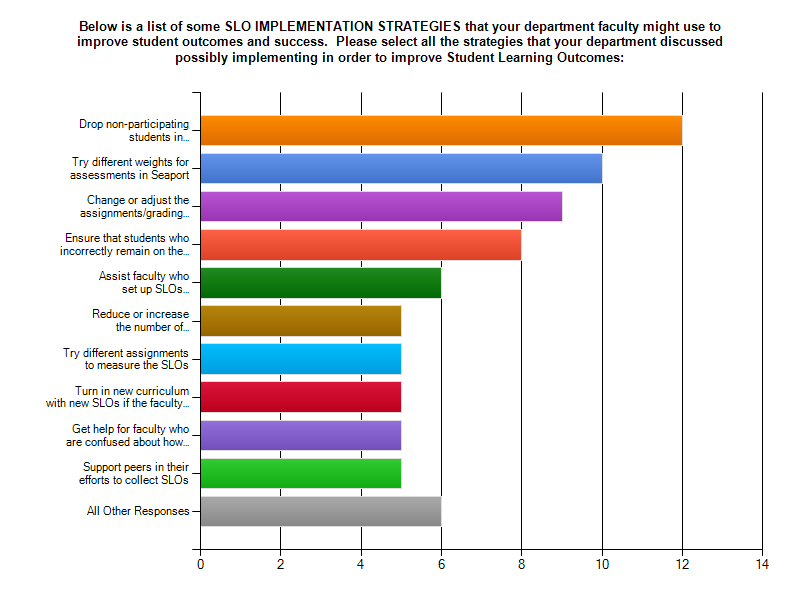 Below is a list of some SLO IMPLEMENTATION STRATEGIES that your department faculty might use to
improve student outcomes and success.  Please select all the strategies that your department discussed
possibly implementing in order to improve Student Learning Outcomes:
Drop non-participating
students in...
Try different weights for
assessments in Seaport
Change or adjust the
assignments/grading...
Ensure that students who
incorrectly remain on the...
Assist faculty who
set up SLOs...
Reduce or increase
the number of...
Try different assignments
to measure the SLOs
Turn in new curriculum
with new SLOs if the faculty...
Get help for faculty who
are confused about how...
Support peers in their
efforts to collect SLOs
All Other Responses
0 2 4 6 8 10 12 14